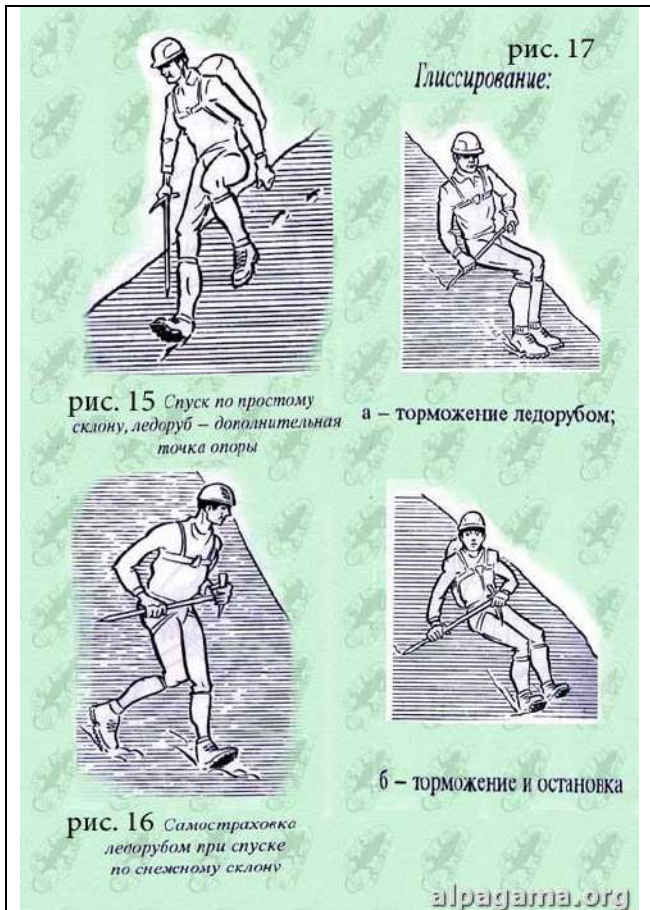 рис. 15 Спуск по простому
склону, ледоруб – дополнительная
точка опоры
рис. 16 Самостраховка
ледорубом при спуске
по снежному склону
рис. 17
Глиссирование:
а – торможение ледорубом;
б – торможение и остановка
alpagama.org